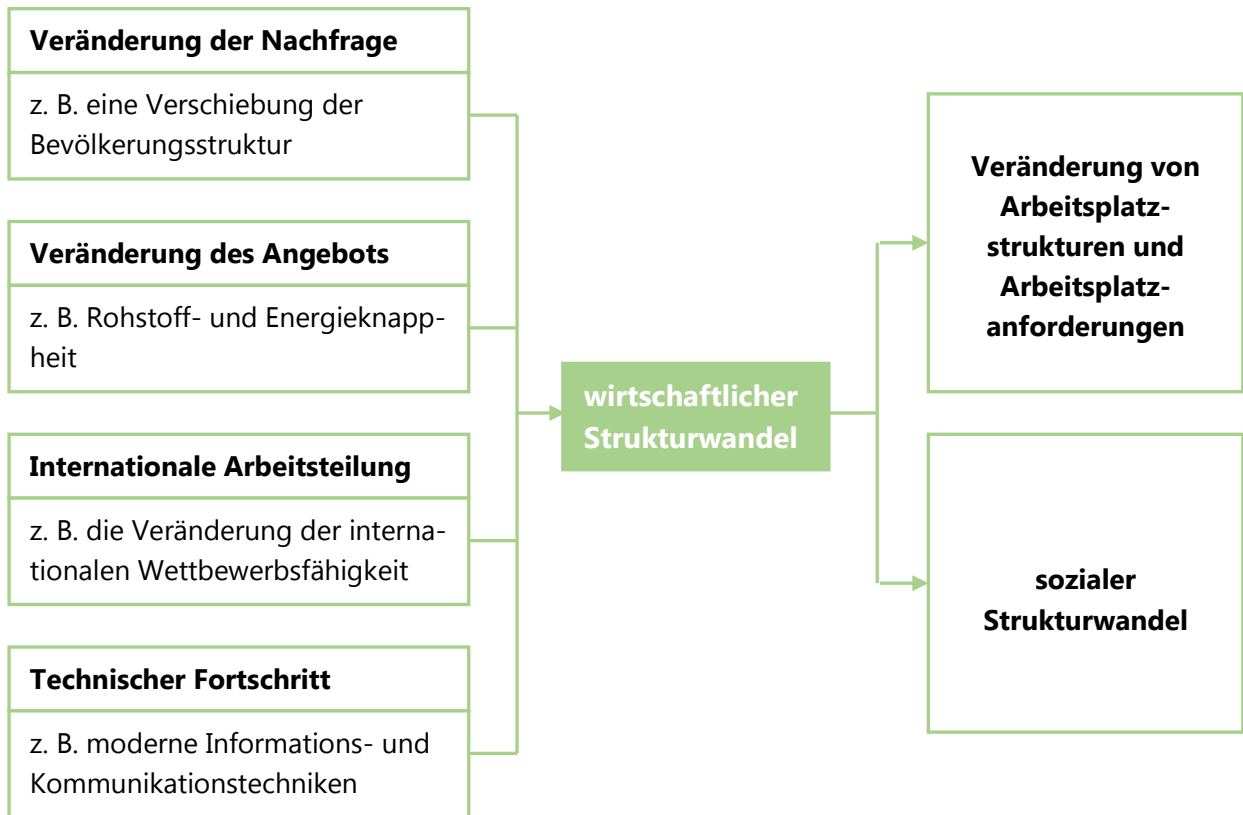 Veränderung der Nachfrage
z. B. eine Verschiebung der
Bevölkerungsstruktur
Veränderung des Angebots
z. B. Rohstoff- und Energieknapp-
heit
Internationale Arbeitsteilung
z. B. die Veränderung der interna-
tionalen Wettbewerbsfähigkeit
Technischer Fortschritt
z. B. moderne Informations- und
Kommunikationstechniken
wirtschaftlicher
Strukturwandel
Veränderung von
Arbeitsplatz-
strukturen und
Arbeitsplatz-
anforderungen
sozialer
Strukturwandel